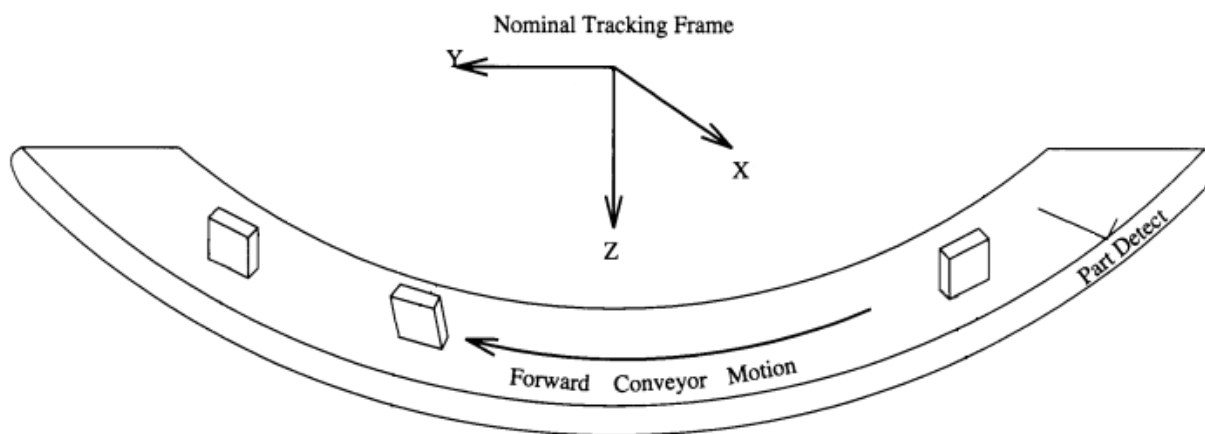 Nominal Tracking Frame
Y
X
Z
Part Detect
Forward Conveyor Motion